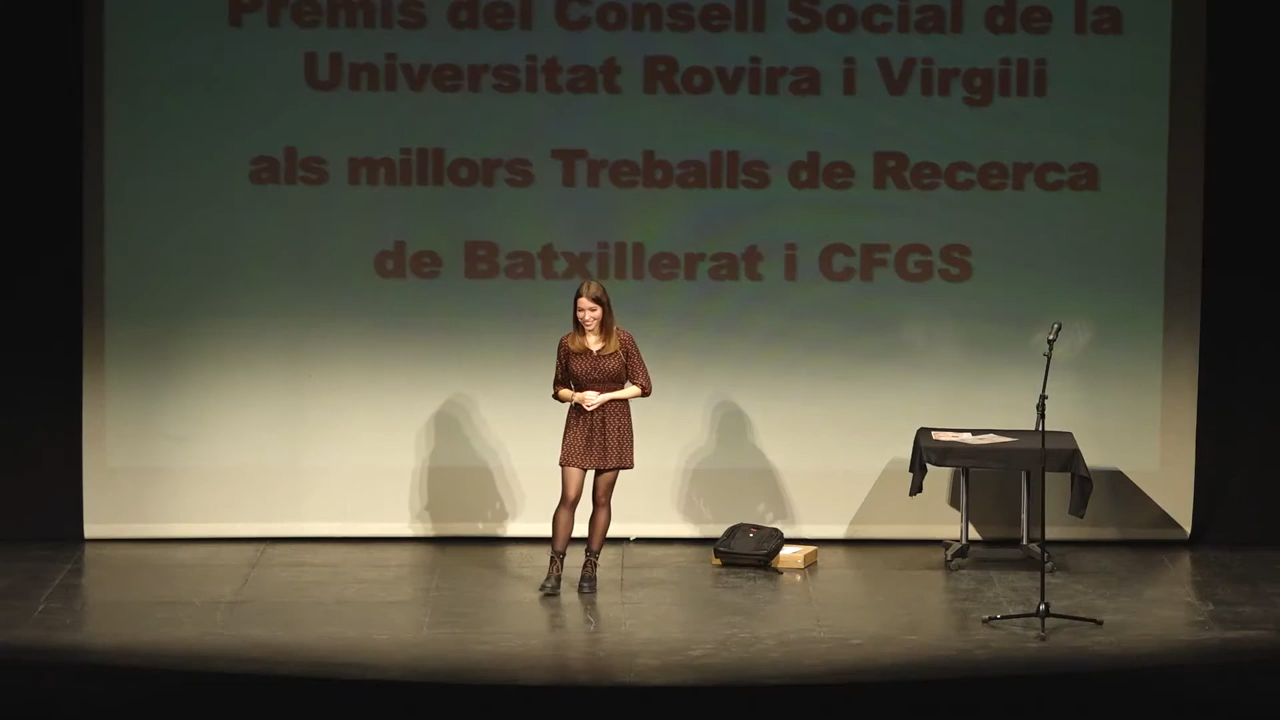 Premis del Consell Social de la
Universitat Rovira i Virgili
als millors Treballs de Recerca
de Batxillerat i CFGS